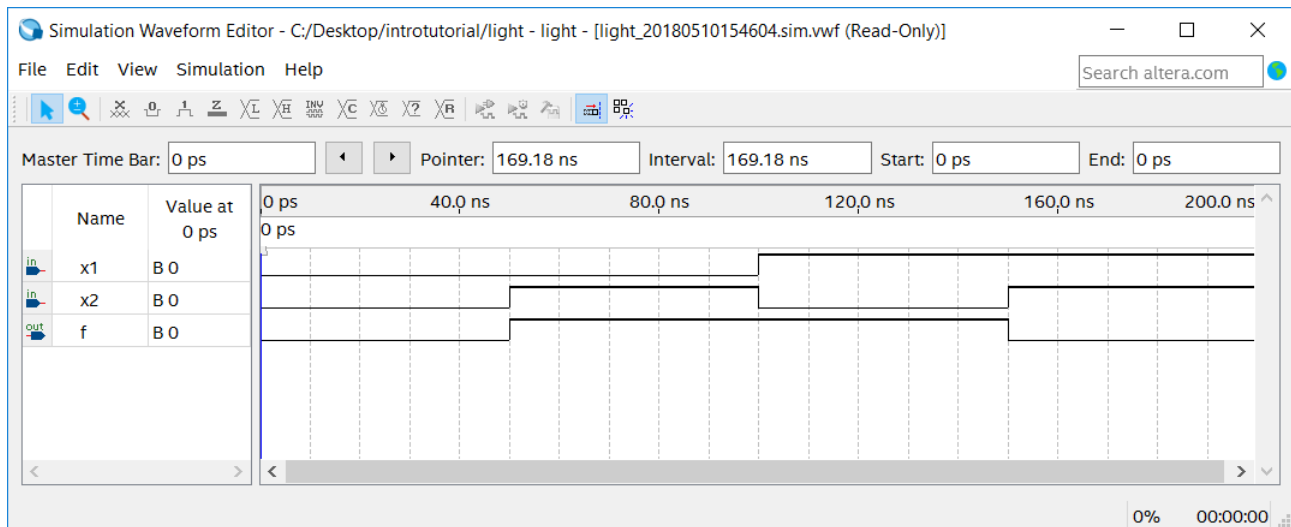 Simulation Waveform Editor - C:/Desktop/introtutorial/light - light - [light_20180510154604.sim.vwf (Read-Only)]
File Edit View Simulation Help
Search altera.com
Master Time Bar: 0 ps Pointer: 169.18 ns Interval: 169.18 ns Start: 0 ps End: 0 ps
Name Value at 0 ps
0 ps 40.0 ns 80.0 ns 120.0 ns 160.0 ns 200.0 ns
0 ps
in x1 B 0
in x2 B 0
out f B 0
0% 00:00:00